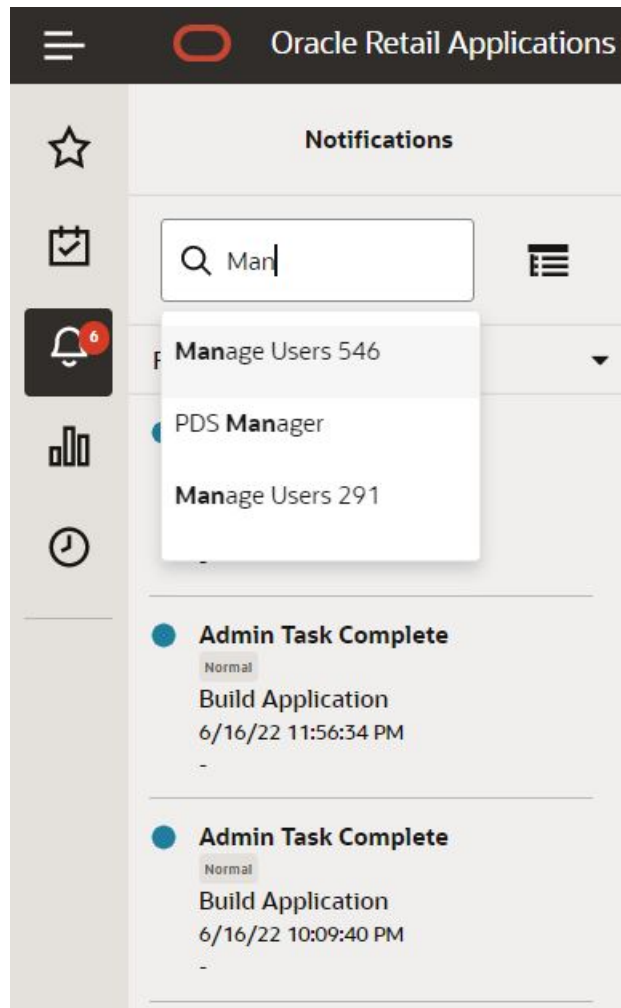 Oracle Retail Applications
Notifications
Man
6
Manage Users 546
PDS Manager
Manage Users 291
-
Admin Task Complete
Normal
Build Application
6/16/22 11:56:34 PM
-
Admin Task Complete
Normal
Build Application
6/16/22 10:09:40 PM
-